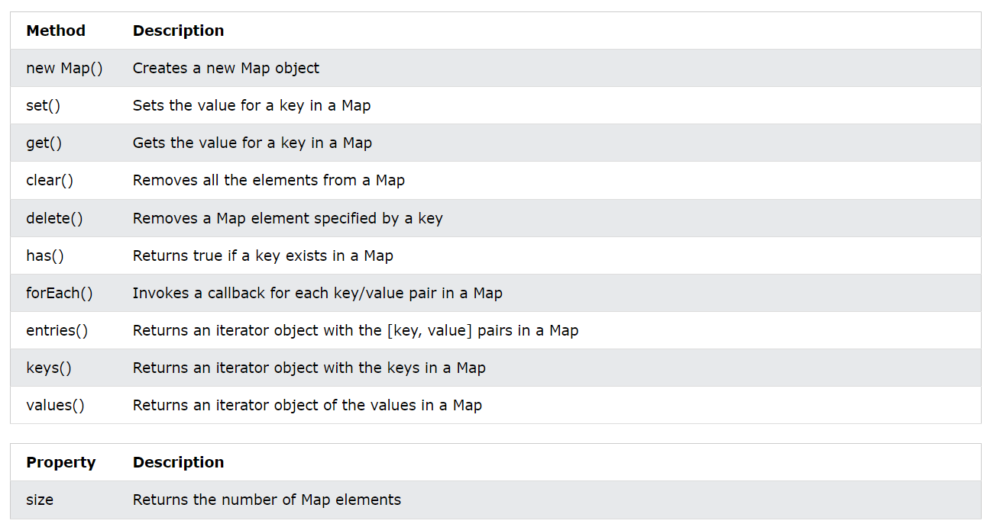 Method Description
new Map() Creates a new Map object
set() Sets the value for a key in a Map
get() Gets the value for a key in a Map
clear() Removes all the elements from a Map
delete() Removes a Map element specified by a key
has() Returns true if a key exists in a Map
forEach() Invokes a callback for each key/value pair in a Map
entries() Returns an iterator object with the [key, value] pairs in a Map
keys() Returns an iterator object with the keys in a Map
values() Returns an iterator object of the values in a Map
Property Description
size Returns the number of Map elements